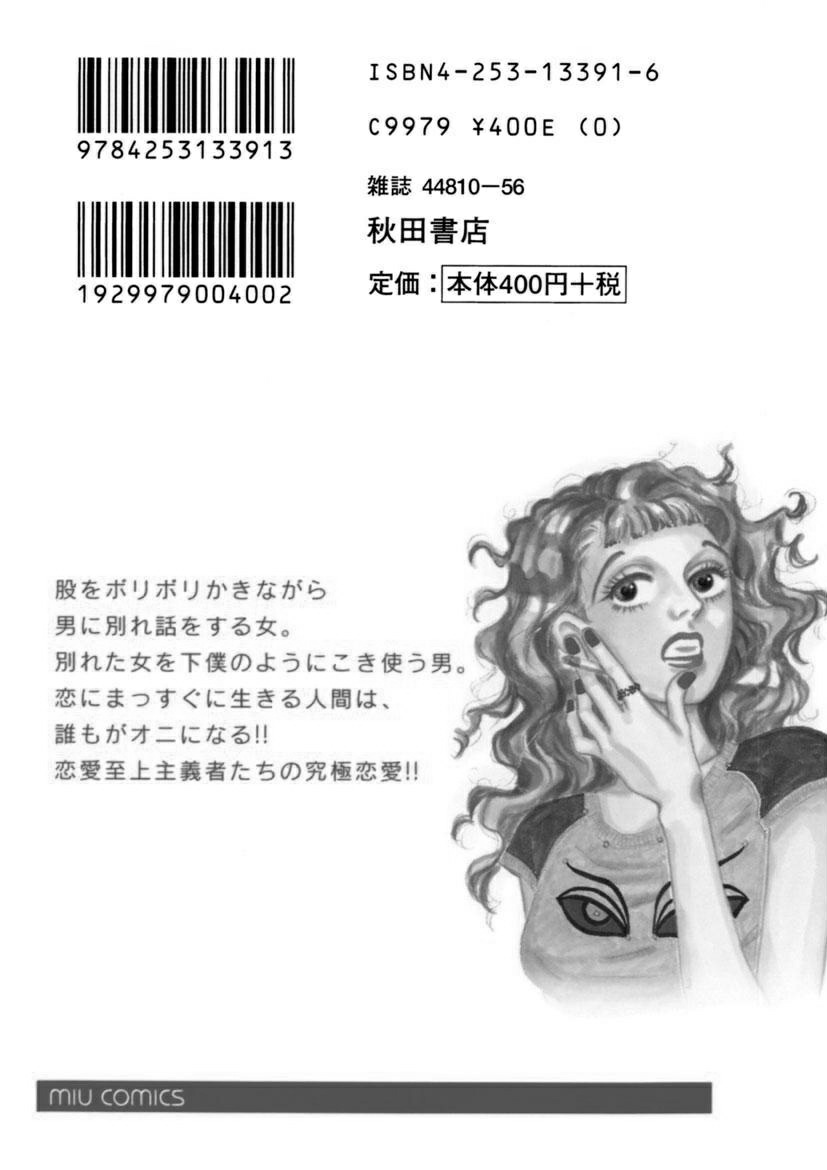 9784253133913
1929979004002
ISBN4-253-13391-6
C9979 ¥400E (0)
雑誌 44810−56
秋田書店
定価：本体400円＋税
股をボリボリかきながら
男に別れ話をする女。
別れた女を下僕のようにこき使う男。
恋にまっすぐに生きる人間は、
誰もがオニになる!!
恋愛至上主義者たちの究極恋愛!!
MIU COMICS